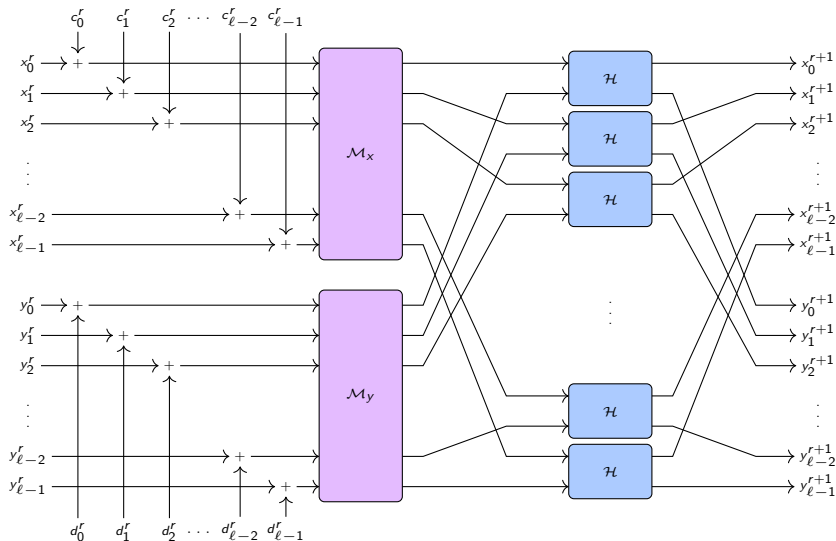 c_0^r c_1^r c_2^r · · · c_{ℓ−2}^r c_{ℓ−1}^r
x_0^r + H x_0^{r+1}
x_1^r + x_1^{r+1}
x_2^r + H x_2^{r+1}
M_x
. . . H . . .
x_{ℓ−2}^r + x_{ℓ−2}^{r+1}
x_{ℓ−1}^r + x_{ℓ−1}^{r+1}
y_0^r + . . . y_0^{r+1}
y_1^r + y_1^{r+1}
y_2^r + y_2^{r+1}
M_y
. . . H . . .
y_{ℓ−2}^r + y_{ℓ−2}^{r+1}
H
y_{ℓ−1}^r + y_{ℓ−1}^{r+1}
d_0^r d_1^r d_2^r · · · d_{ℓ−2}^r d_{ℓ−1}^r